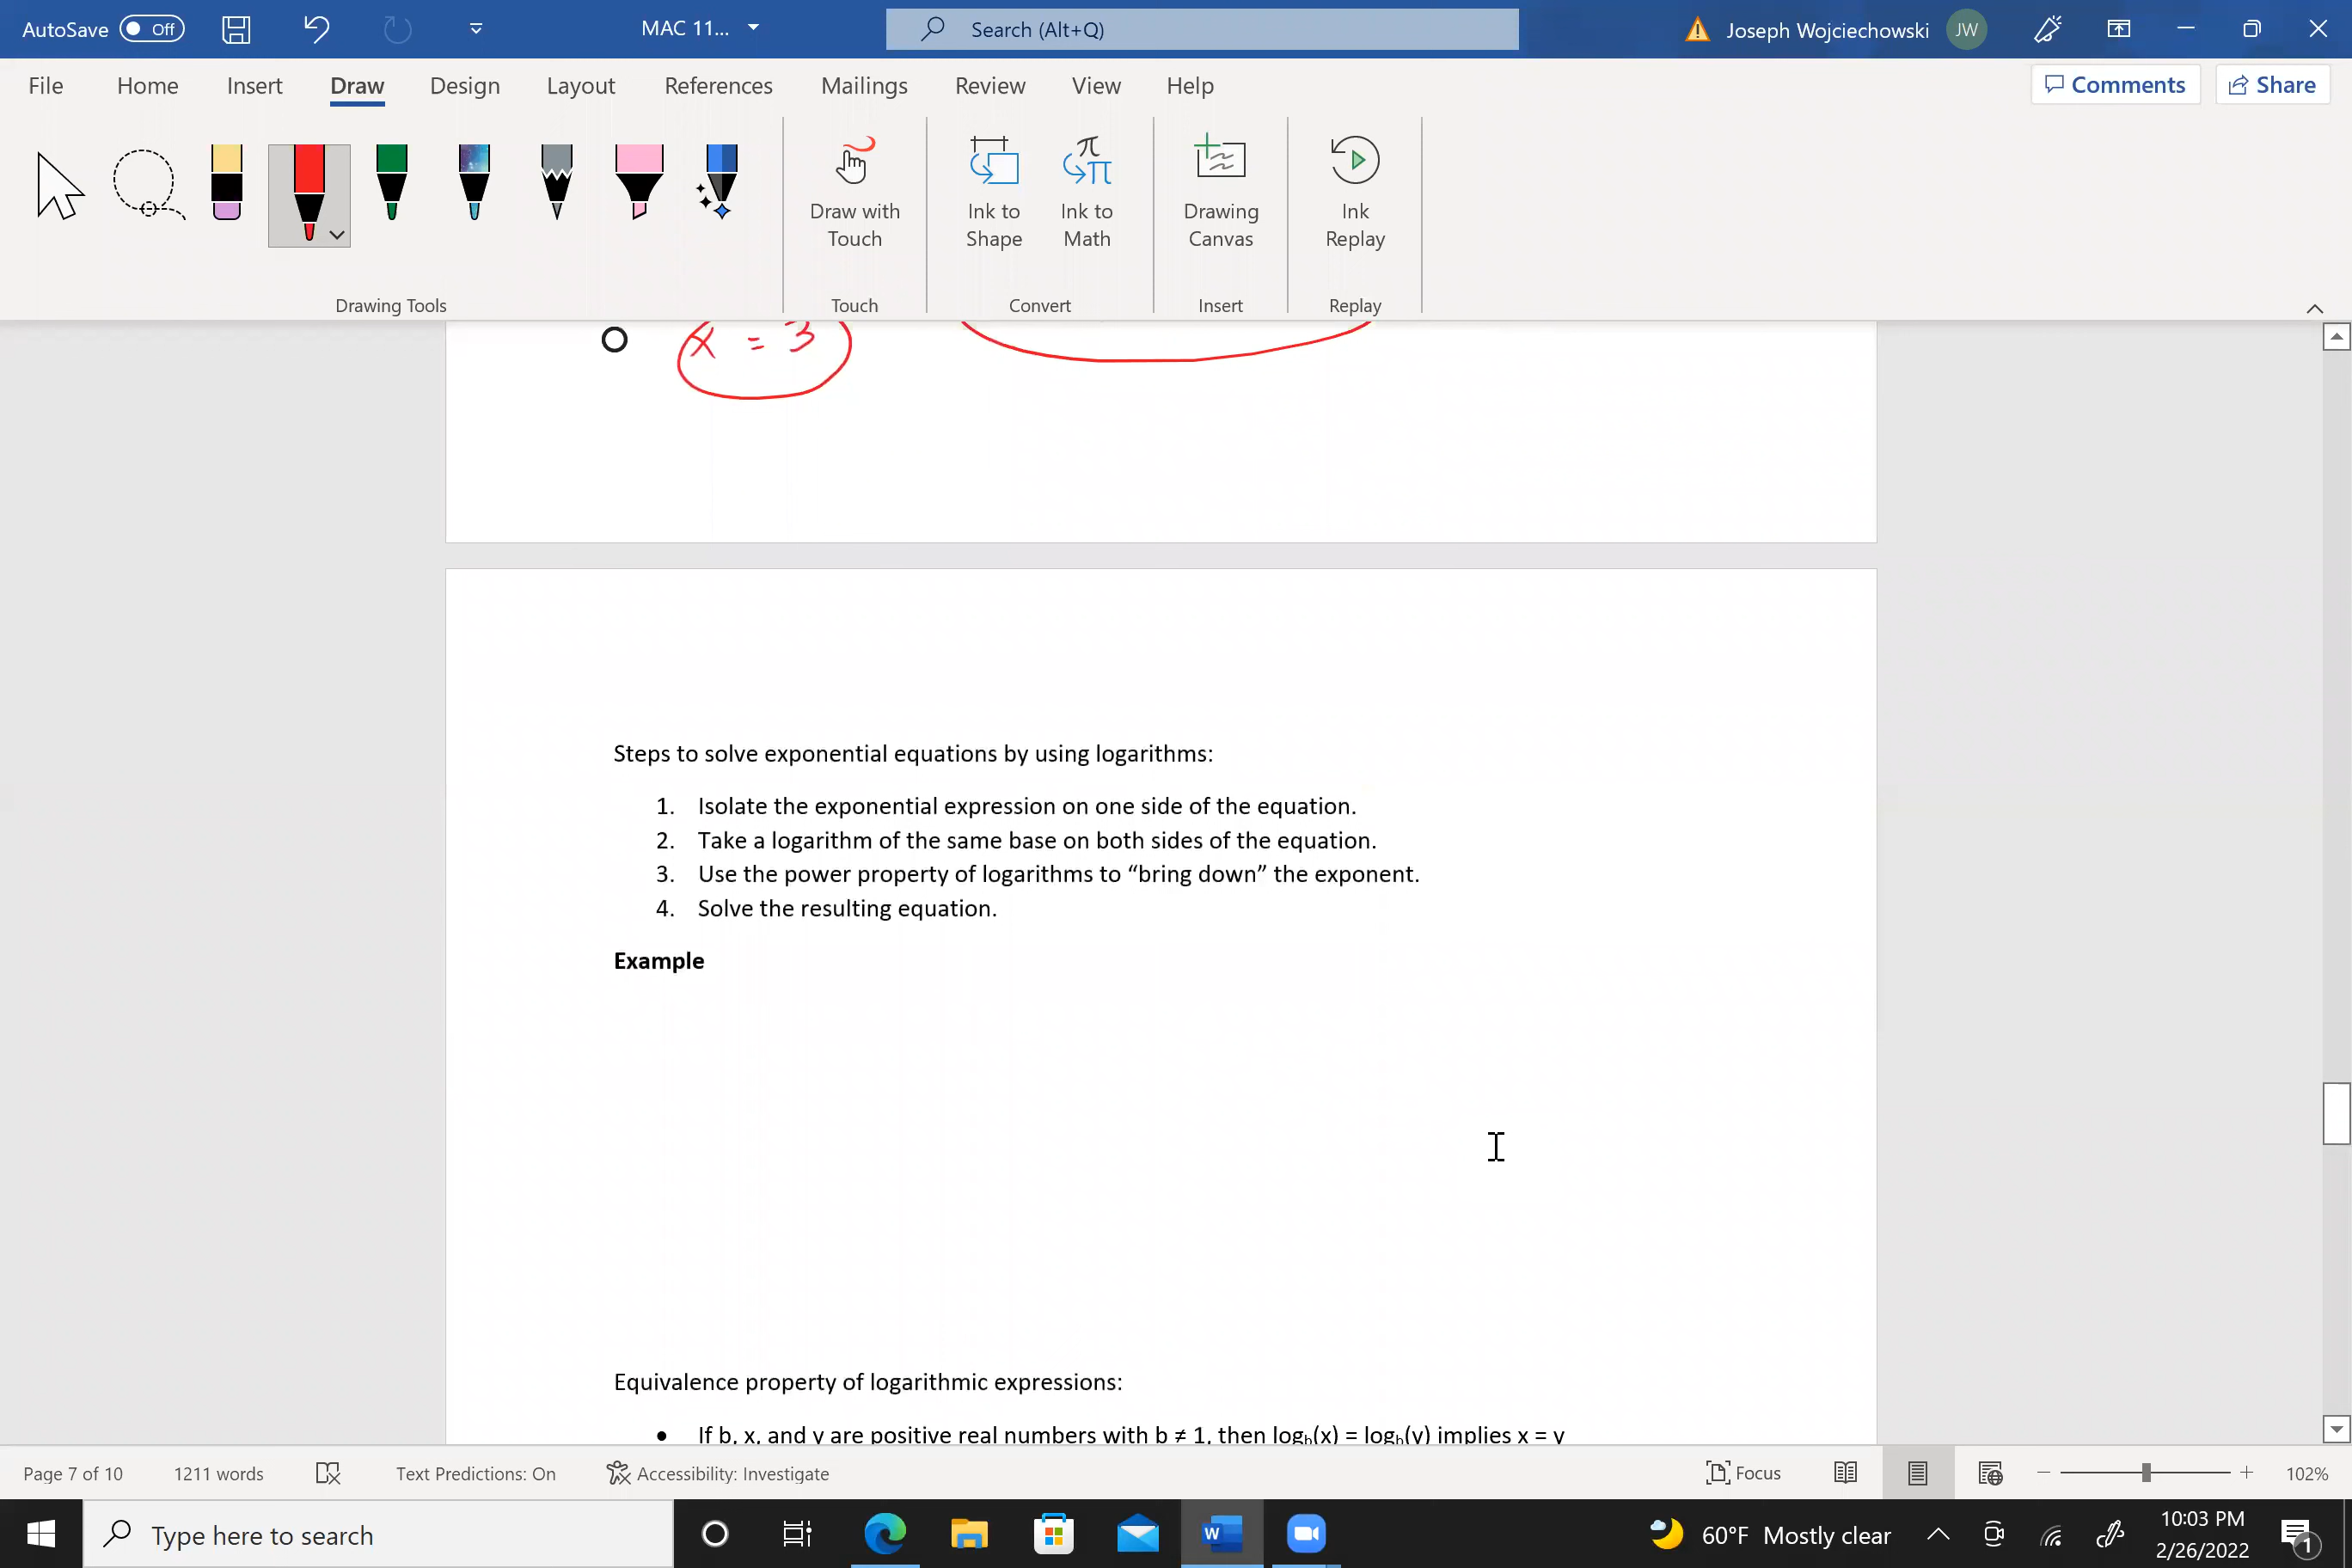 AutoSave Off MAC 11... Search (Alt+Q) Joseph Wojciechowski JW
File Home Insert Draw Design Layout References Mailings Review View Help Comments Share
Draw with Touch Ink to Shape Ink to Math Drawing Canvas Ink Replay
Drawing Tools Touch Convert Insert Replay
x = 3
Steps to solve exponential equations by using logarithms:
1. Isolate the exponential expression on one side of the equation.
2. Take a logarithm of the same base on both sides of the equation.
3. Use the power property of logarithms to “bring down” the exponent.
4. Solve the resulting equation.
Example
Equivalence property of logarithmic expressions:
• If b, x, and y are positive real numbers with b ≠ 1, then log_b(x) = log_b(y) implies x = y
Page 7 of 10 1211 words Text Predictions: On Accessibility: Investigate Focus 102%
Type here to search W 60°F Mostly clear 10:03 PM
2/26/2022 1